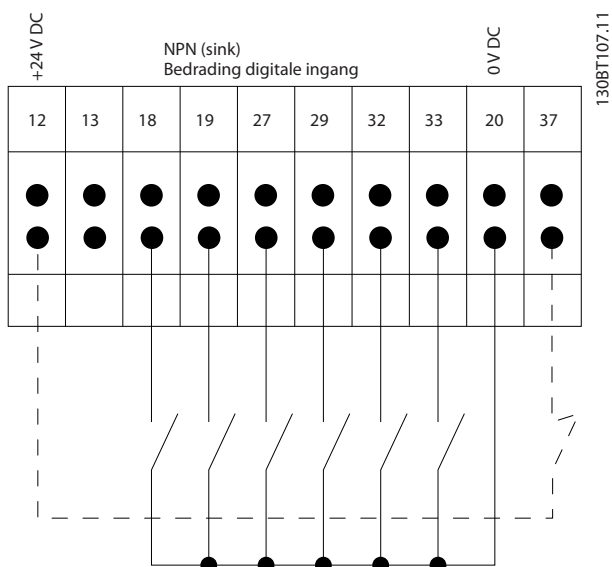 +24 V DC
NPN (sink)
Bedrading digitale ingang
0 V DC
130BT107.11
12 13 18 19 27 29 32 33 20 37